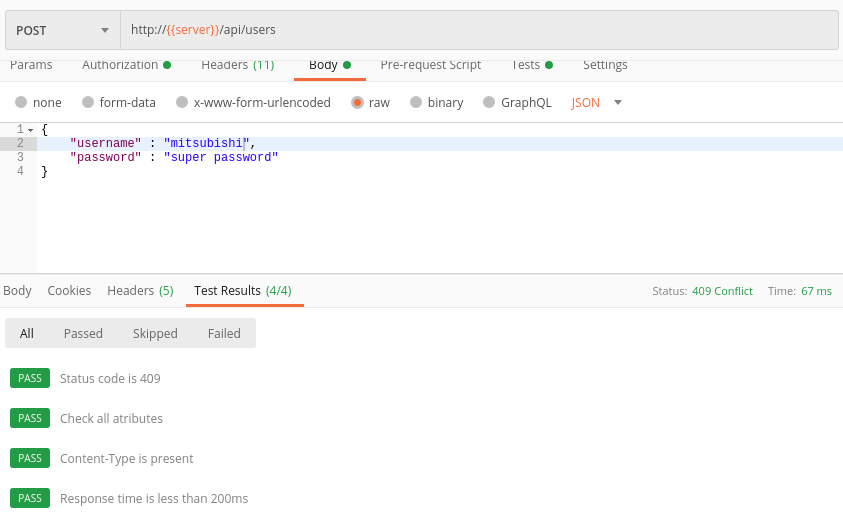 POST http://{{server}}/api/users
Params Authorization Headers (11) Body Pre-request Script Tests Settings
none form-data x-www-form-urlencoded raw binary GraphQL JSON
1 {
2 "username" : "mitsubishi",
3 "password" : "super password"
4 }
Body Cookies Headers (5) Test Results (4/4) Status: 409 Conflict Time: 67 ms
All Passed Skipped Failed
PASS Status code is 409
PASS Check all atributes
PASS Content-Type is present
PASS Response time is less than 200ms